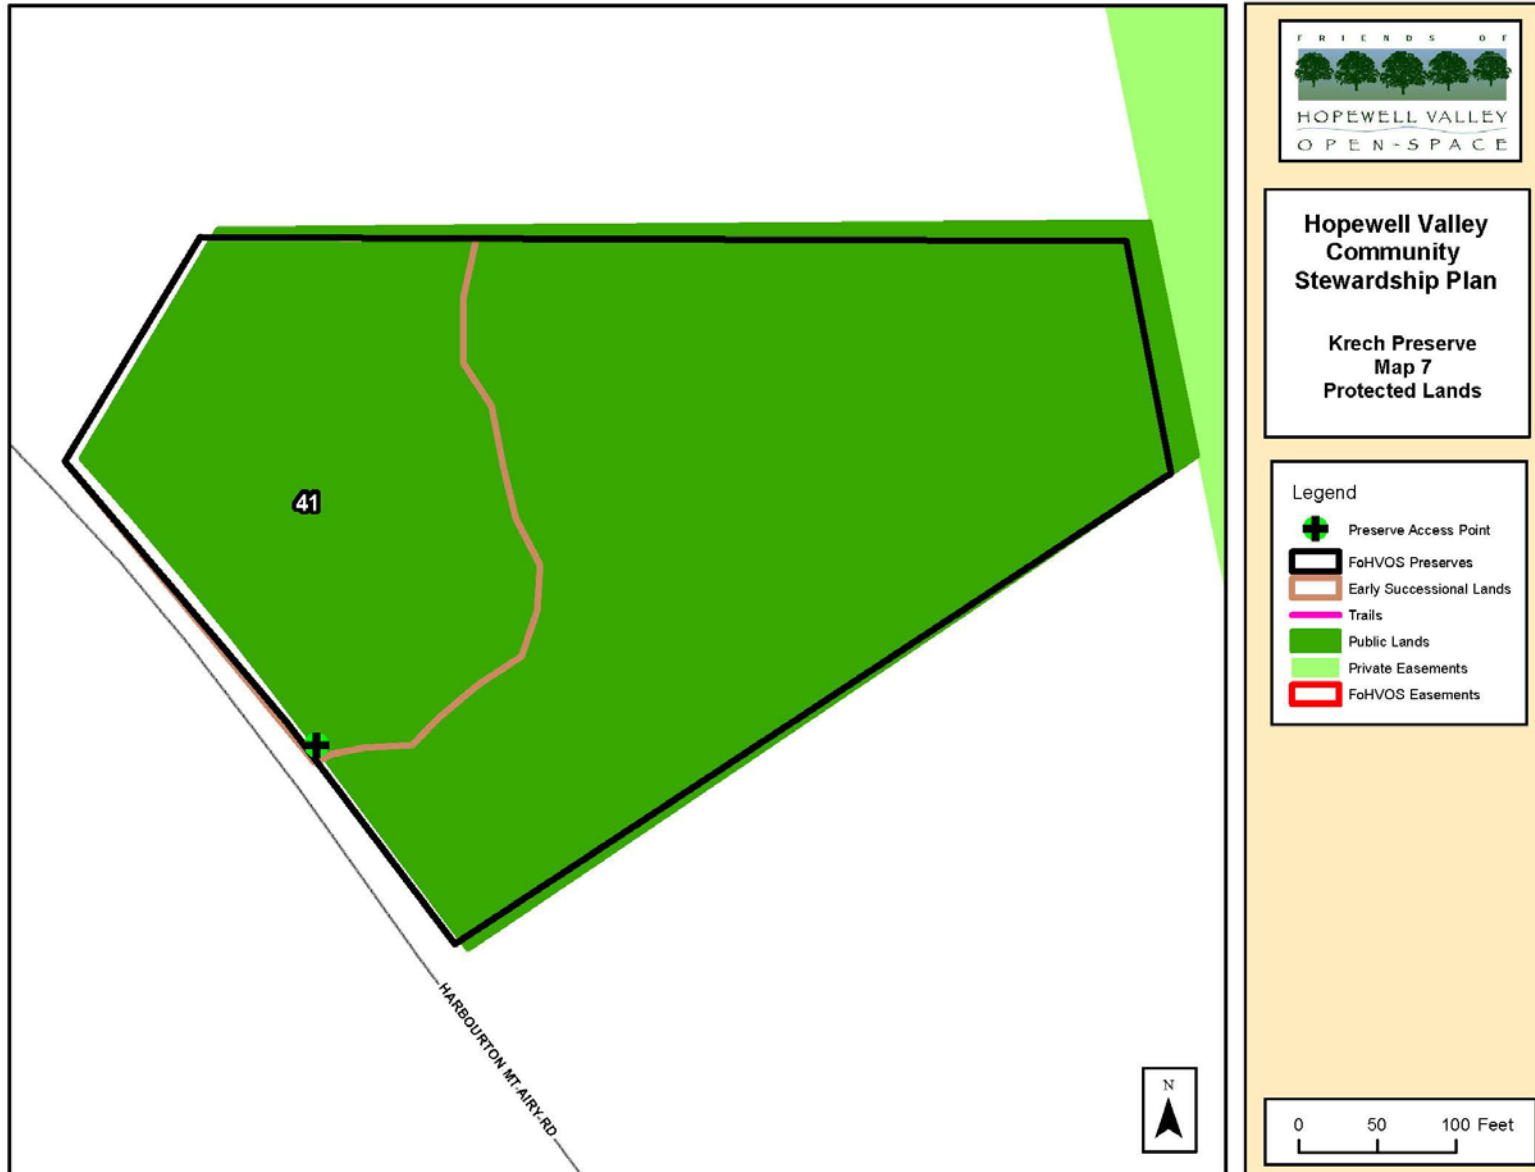 FRIENDS OF
HOPEWELL VALLEY
OPEN-SPACE
Hopewell Valley
Community
Stewardship Plan
Krech Preserve
Map 7
Protected Lands
Legend
Preserve Access Point
FoHVOS Preserves
Early Successional Lands
Trails
Public Lands
Private Easements
FoHVOS Easements
41
HARBOURTON MT AIRY RD
N
0 50 100 Feet